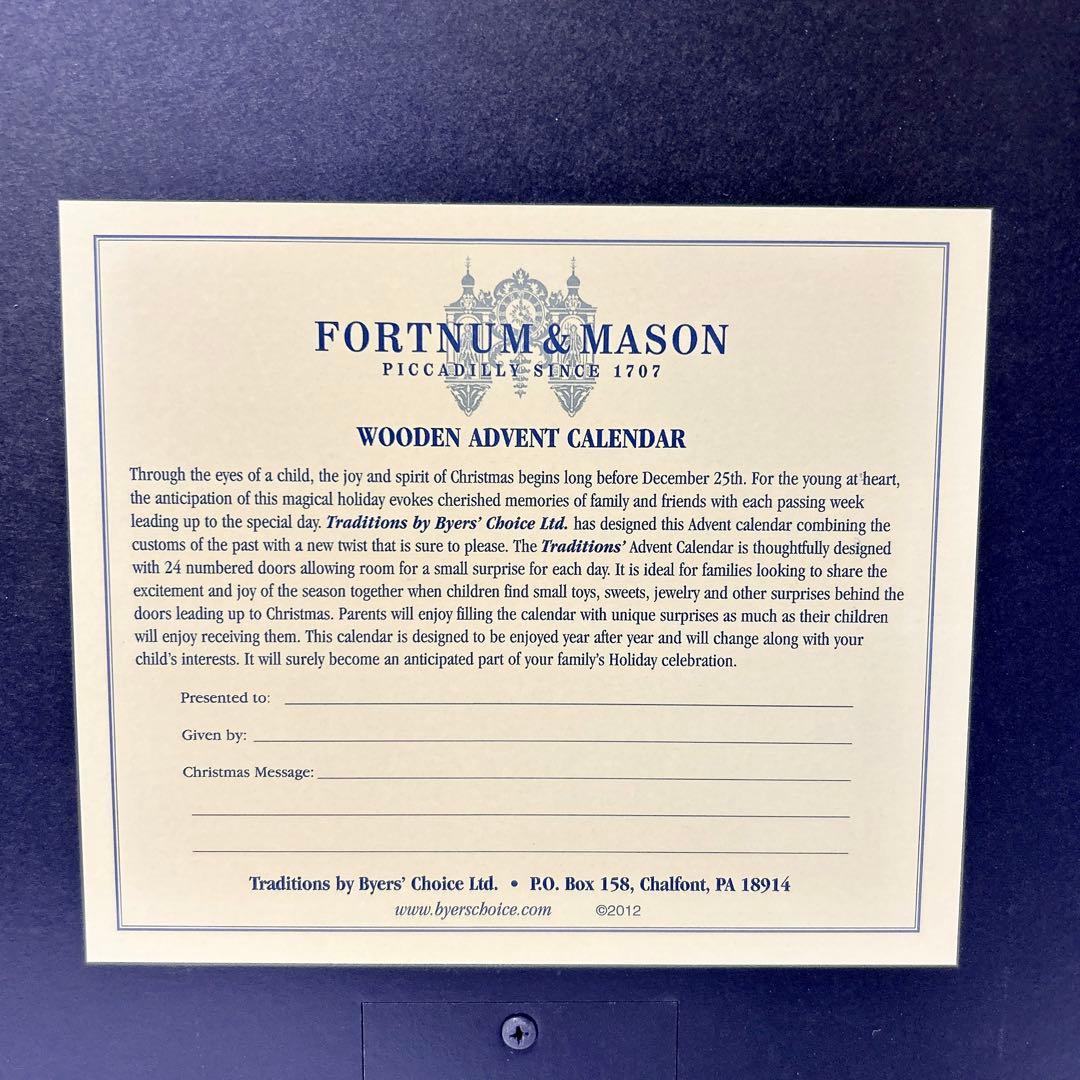 FORTNUM & MASON
PICCADILLY SINCE 1707
WOODEN ADVENT CALENDAR
Through the eyes of a child, the joy and spirit of Christmas begins long before December 25th. For the young at heart,
the anticipation of this magical holiday evokes cherished memories of family and friends with each passing week
leading up to the special day. Traditions by Byers' Choice Ltd. has designed this Advent calendar combining the
customs of the past with a new twist that is sure to please. The Traditions' Advent Calendar is thoughtfully designed
with 24 numbered doors allowing room for a small surprise for each day. It is ideal for families looking to share the
excitement and joy of the season together when children find small toys, sweets, jewelry and other surprises behind the
doors leading up to Christmas. Parents will enjoy filling the calendar with unique surprises as much as their children
will enjoy receiving them. This calendar is designed to be enjoyed year after year and will change along with your
child's interests. It will surely become an anticipated part of your family's Holiday celebration.
Presented to:
Given by:
Christmas Message:
Traditions by Byers' Choice Ltd. • P.O. Box 158, Chalfont, PA 18914
www.byerschoice.com ©2012